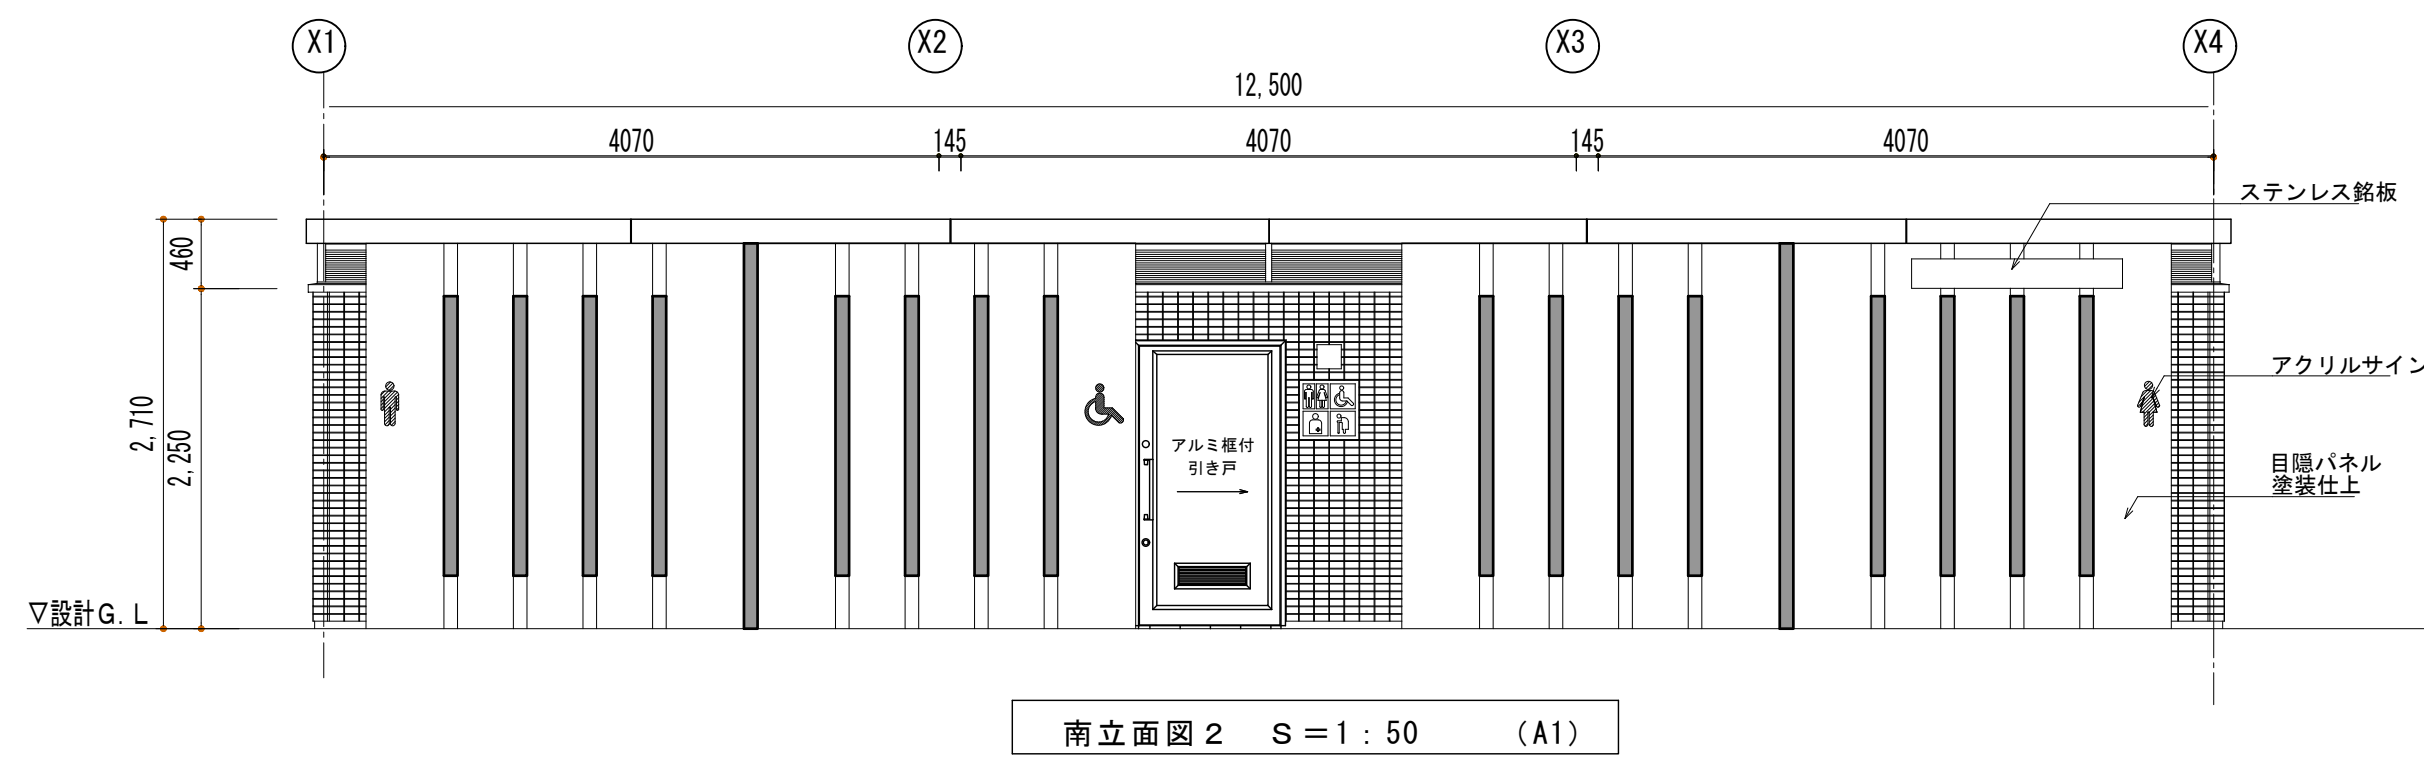 X1
X2
X3
X4
12,500
4070
145
4070
145
4070
ステンレス銘板
460
2,710
2,250
アクリルサイン
アルミ框付
引き戸
目隠パネル
塗装仕上
▽設計G.L
南立面図２　S＝1：50　（A1）